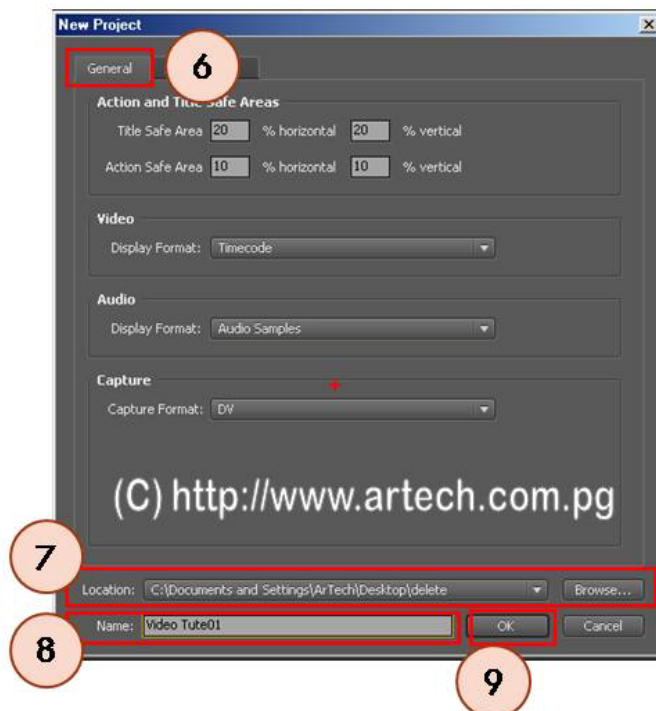 New Project
General
6
Action and Title Safe Areas
Title Safe Area 20 % horizontal 20 % vertical
Action Safe Area 10 % horizontal 10 % vertical
Video
Display Format: Timecode
Audio
Display Format: Audio Samples
Capture
Capture Format: DV
(C) http://www.artech.com.pg
7
Location: C:\Documents and Settings\ArTech\Desktop\delete Browse...
8
Name: Video Tute01 OK Cancel
9